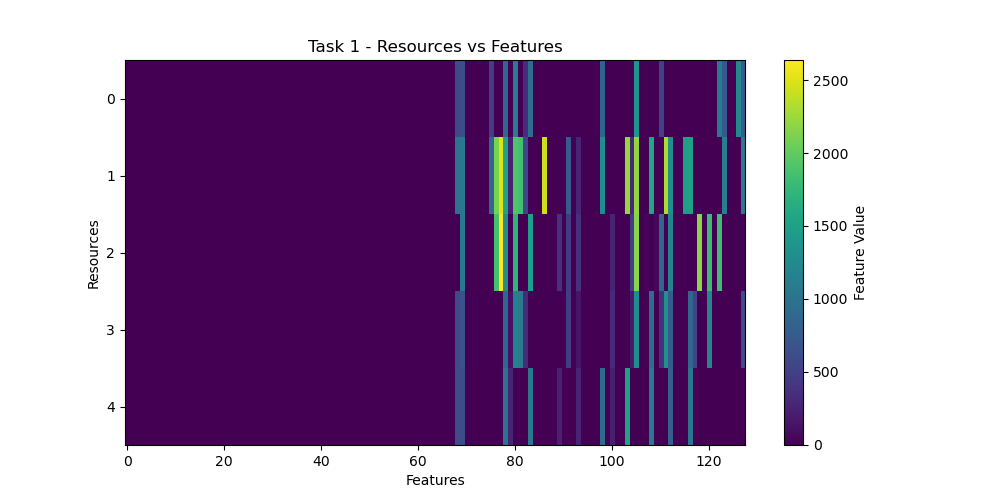 Task 1 - Resources vs Features
Resources
0
1
2
3
4
0 20 40 60 80 100 120
Features
2500
2000
1500
1000
500
0
Feature Value